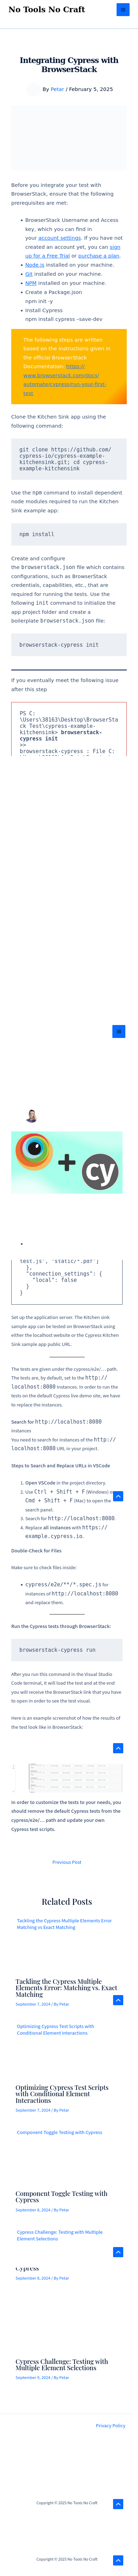 No Tools No Craft
Integrating Cypress with
BrowserStack
By Petar / February 5, 2025
Before you integrate your test suite with
BrowserStack, ensure that the following
prerequisites are met:
BrowserStack Username and Access
key, which you can find in
your account settings. If you have not
created an account yet, you can sign
up for a Free Trial or purchase a plan.
Node.js installed on your machine.
Git installed on your machine.
NPM installed on your machine.
Create a Package.json
npm init -y
Install Cypress
npm install cypress –save-dev
The steps are written
based on the instructions given in
the official BrowserStack
Documentation: https://
www.browserstack.com/docs/
automate/cypress/run-your-first-
test
Clone the Kitchen Sink app using the
following command:
git clone https://github.com/
cypress-io/cypress-example-
kitchensink.git; cd cypress-
example-kitchensink
Use the npm command to install dependent
node modules required to run the Kitchen
Sink example app:
npm install
Create and configure
the browserstack.json file which contains
configurations, such as BrowserStack
credentials, capabilities, etc, that are
required for running the tests. Use the
following init command to initialize the
app project folder and create a
boilerplate browserstack.json file:
browserstack-cypress init
If you eventually meet the following issue
after this step
PS C:
\Users\38163\Desktop\BrowserSta
ck Test\cypress-example-
kitchensink> browserstack-
cypress init
>>
browserstack-cypress : File C:
test.js", "static/*.pdf"]
},
"connection_settings": {
"local": false
}
}
Set up the application server. The Kitchen sink
sample app can be tested on BrowserStack using
either the localhost website or the Cypress Kitchen
Sink sample app public URL.
The tests are given under the cypress/e2e/… path.
The tests are, by default, set to the http://
localhost:8080 instances. In order to run the
tests on the default Cypress live demo site, we have
to replace the instances.
Search for http://localhost:8080
instances
You need to search for instances of the http://
localhost:8080 URL in your project.
Steps to Search and Replace URLs in VSCode
1. Open VSCode in the project directory.
2. Use Ctrl + Shift + F (Windows) or
Cmd + Shift + F (Mac) to open the
search panel.
3. Search for http://localhost:8080.
4. Replace all instances with https://
example.cypress.io.
Double-Check for Files
Make sure to check files inside:
cypress/e2e/**/*.spec.js for
instances of http://localhost:8080
and replace them.
Run the Cypress tests through BrowserStack:
browserstack-cypress run
After you run this command in the Visual Studio
Code terminal, it will load the test and at the end
you will receive the BrowserStack link that you have
to open in order to see the test visual.
Here is an example screenshot of how the results of
the test look like in BrowserStack.
In order to customize the tests to your needs, you
should remove the default Cypress tests from the
cypress/e2e/… path and update your own
Cypress test scripts.
Previous Post
Related Posts
Tackling the Cypress Multiple Elements Error
Matching vs Exact Matching
Tackling the Cypress Multiple
Elements Error: Matching vs. Exact
Matching
September 7, 2024 / By Petar
Optimizing Cypress Test Scripts with
Conditional Element Interactions
Optimizing Cypress Test Scripts
with Conditional Element
Interactions
September 7, 2024 / By Petar
Component Toggle Testing with Cypress
Component Toggle Testing with
Cypress
September 6, 2024 / By Petar
Cypress Challenge: Testing with Multiple
Element Selections
Cypress
September 6, 2024 / By Petar
Cypress Challenge: Testing with
Multiple Element Selections
September 5, 2024 / By Petar
Privacy Policy
Copyright © 2025 No Tools No Craft
Copyright © 2025 No Tools No Craft